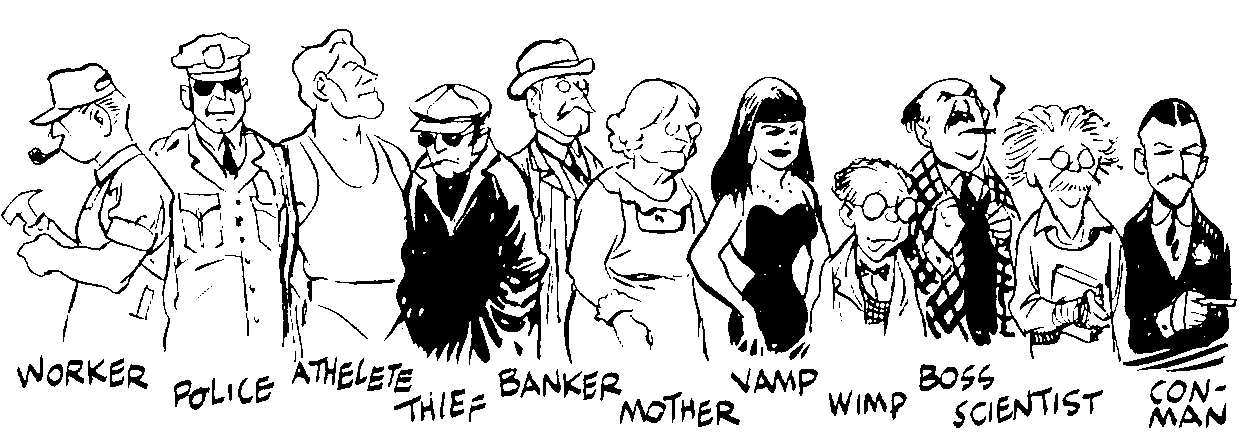 WORKER
POLICE
ATHELETE
THIEF
BANKER
MOTHER
VAMP
WIMP
BOSS
SCIENTIST
CON-
MAN